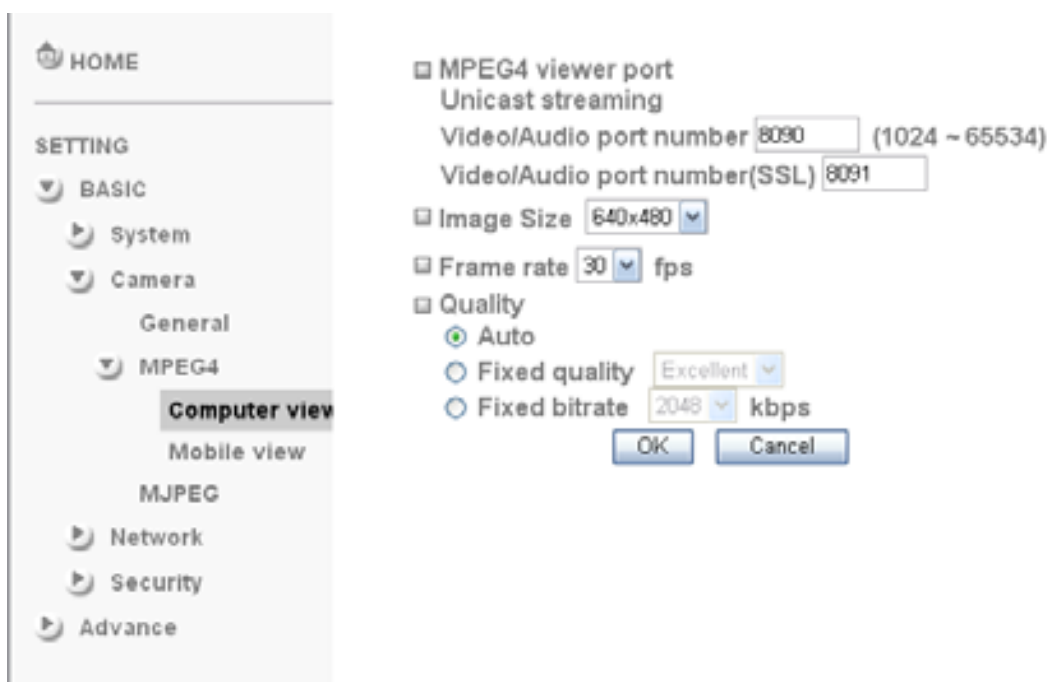 HOME
SETTING
BASIC
System
Camera
General
MPEG4
Computer view
Mobile view
MJPEG
Network
Security
Advance
MPEG4 viewer port
Unicast streaming
Video/Audio port number 8090 (1024 ~ 65534)
Video/Audio port number(SSL) 8091
Image Size 640x480
Frame rate 30 fps
Quality
Auto
Fixed quality Excellent
Fixed bitrate 2048 kbps
OK Cancel